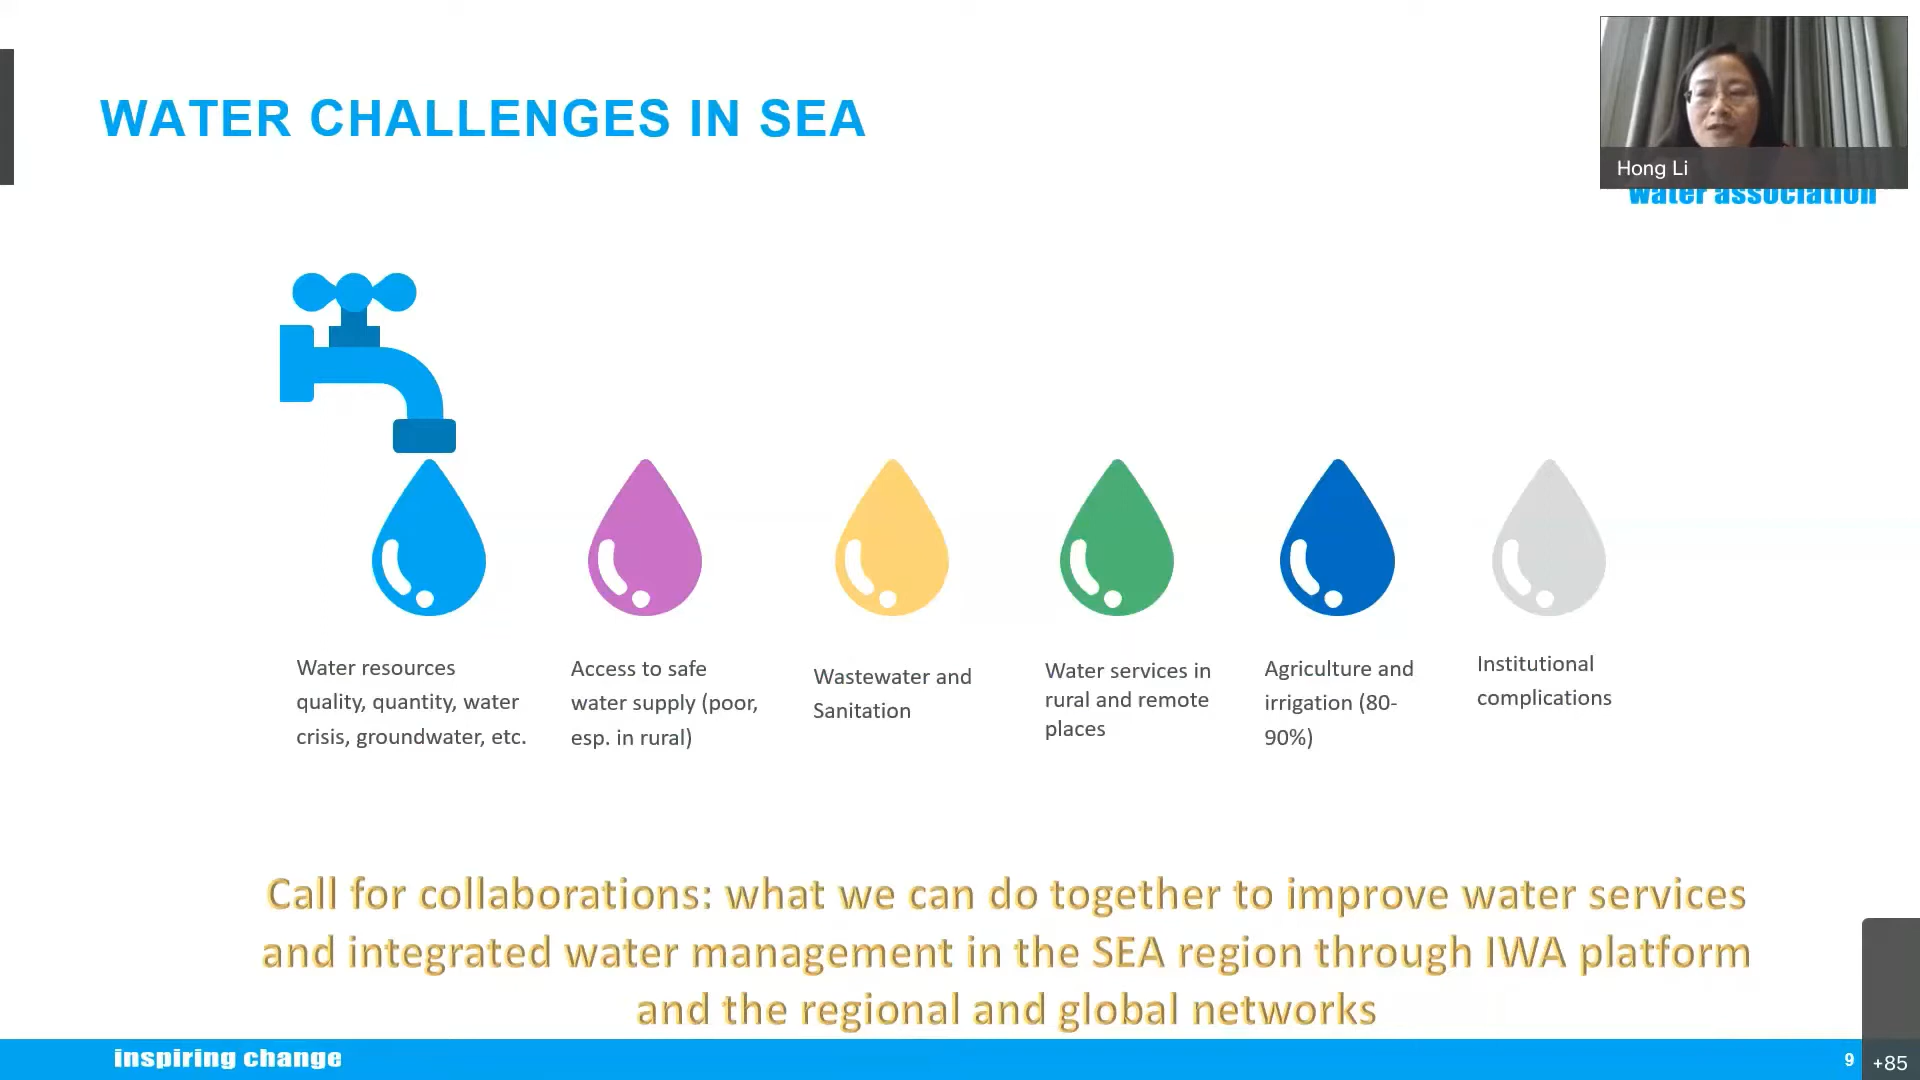 WATER CHALLENGES IN SEA
Hong Li
water association
Water resources
quality, quantity, water
crisis, groundwater, etc.
Access to safe
water supply (poor,
esp. in rural)
Wastewater and
Sanitation
Water services in
rural and remote
places
Agriculture and
irrigation (80-
90%)
Institutional
complications
Call for collaborations: what we can do together to improve water services
and integrated water management in the SEA region through IWA platform
and the regional and global networks
inspiring change
9
+85